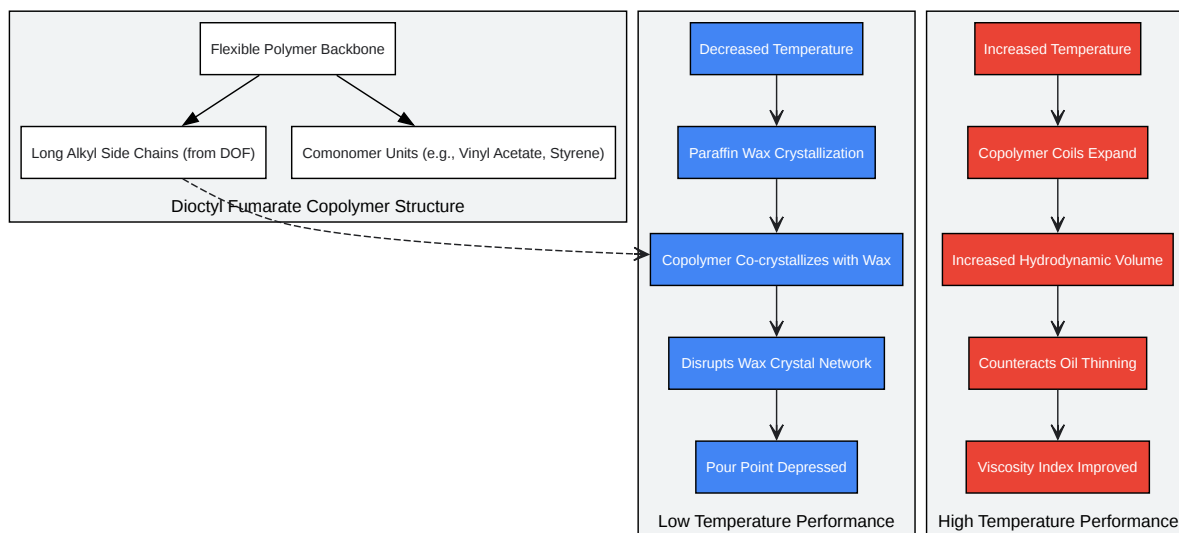 Flexible Polymer Backbone
Long Alkyl Side Chains (from DOF)
Comonomer Units (e.g., Vinyl Acetate, Styrene)
Dioctyl Fumarate Copolymer Structure
Decreased Temperature
Paraffin Wax Crystallization
Copolymer Co-crystallizes with Wax
Disrupts Wax Crystal Network
Pour Point Depressed
Low Temperature Performance
Increased Temperature
Copolymer Coils Expand
Increased Hydrodynamic Volume
Counteracts Oil Thinning
Viscosity Index Improved
High Temperature Performance